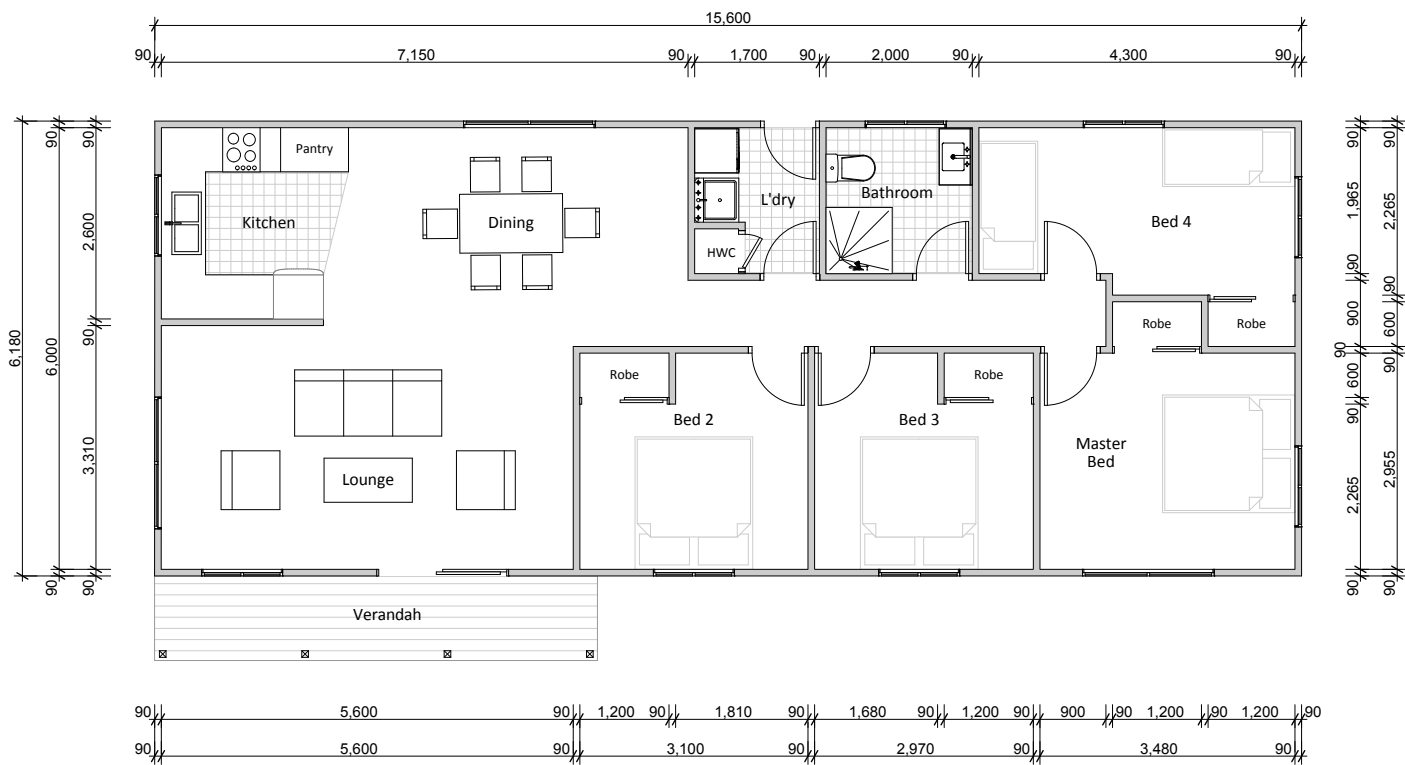 15,600
90 7,150 90 1,700 90 2,000 90 4,300 90
6,180
90 6,000 90
90 2,600 90 3,310 90
Pantry
Kitchen
Dining
L'dry
HWC
Bathroom
Bed 4
Robe
Robe
Robe
Robe
Bed 2
Bed 3
Master
Bed
Lounge
Verandah
90 1,965 90 900 90 600 90 2,265 90
90 2,265 90 600 90 2,955 90
90 5,600 90 1,200 90 1,810 90 1,680 90 1,200 90 900 90 1,200 90 1,200 90
90 5,600 90 3,100 90 2,970 90 3,480 90